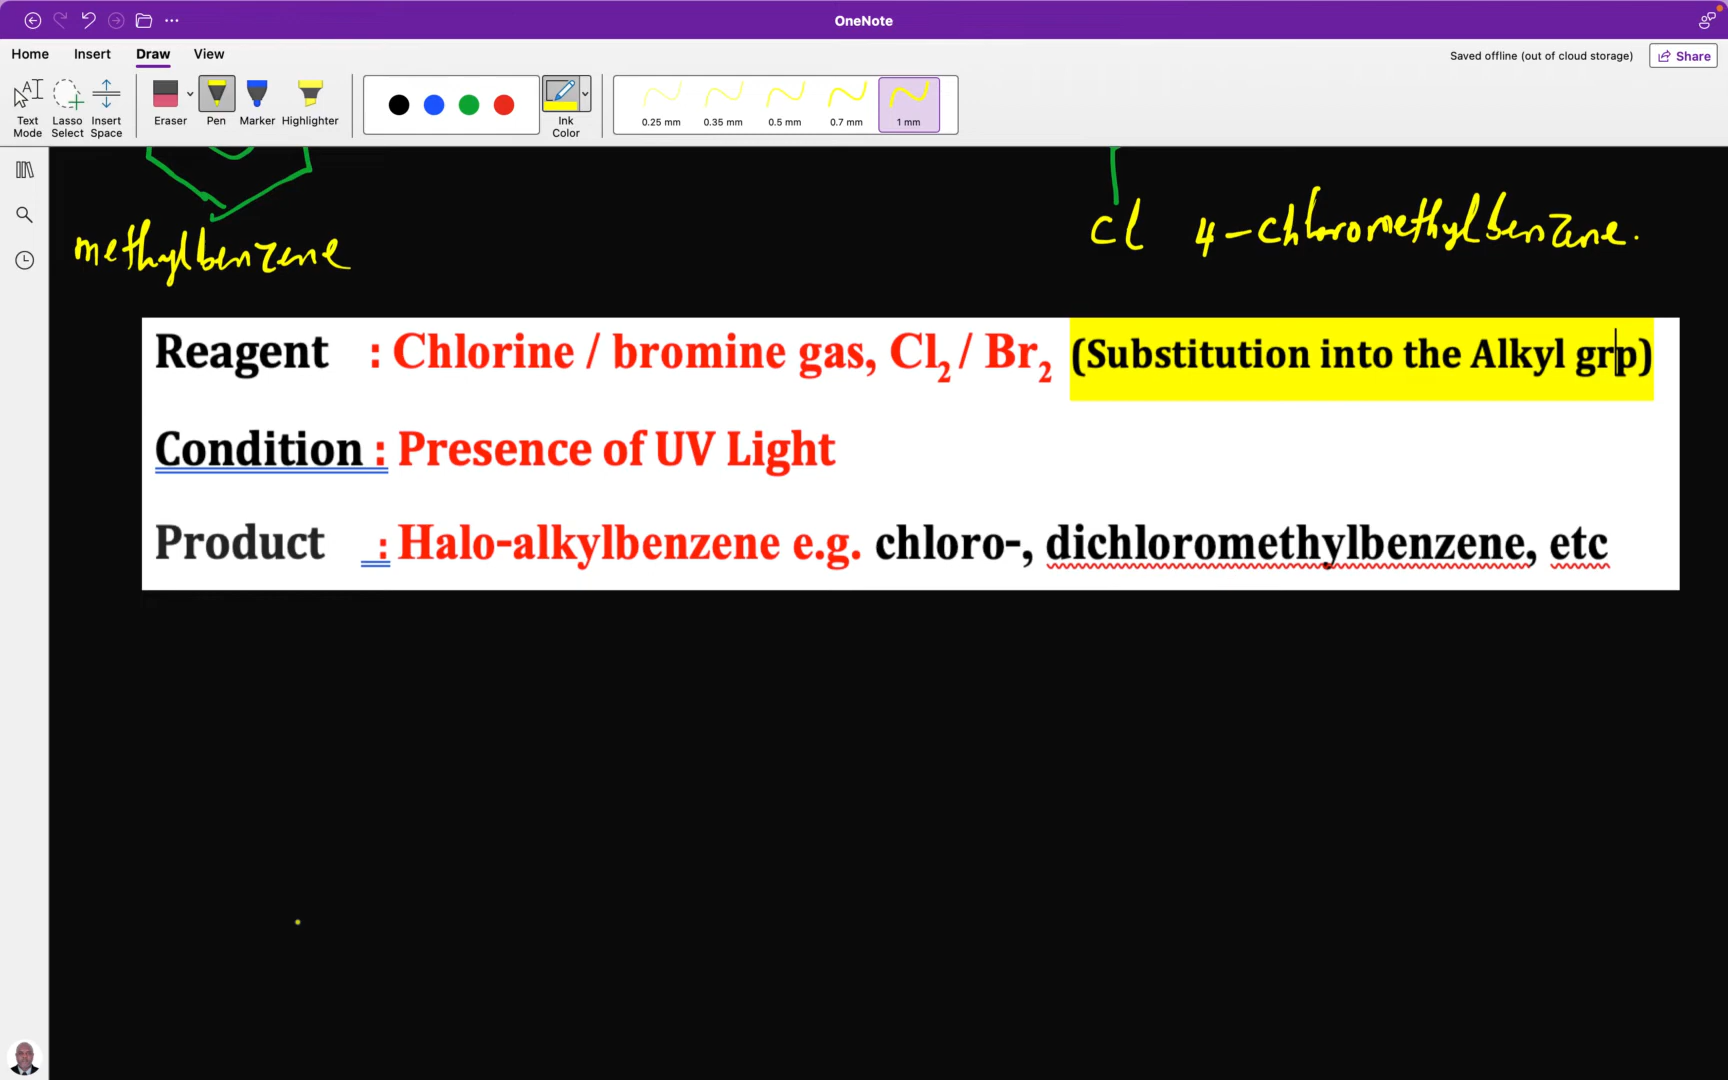 OneNote
Home Insert Draw View
Saved offline (out of cloud storage) Share
Text Mode
Lasso Select
Insert Space
Eraser
Pen
Marker
Highlighter
Ink Color
0.25 mm 0.35 mm 0.5 mm 0.7 mm 1 mm
methylbenzene
Cl 4-chloromethylbenzene.
Reagent : Chlorine / bromine gas, Cl₂ / Br₂ (Substitution into the Alkyl grp)
Condition : Presence of UV Light
Product : Halo-alkylbenzene e.g. chloro-, dichloromethylbenzene, etc